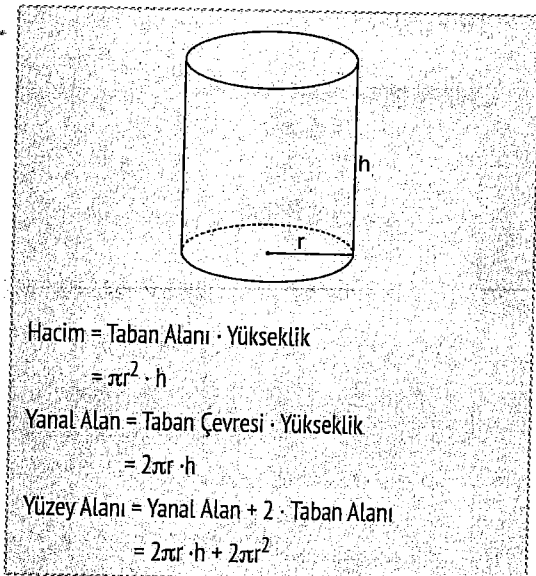 h
r
Hacim = Taban Alanı · Yükseklik
= πr² · h
Yanal Alan = Taban Çevresi · Yükseklik
= 2πr ·h
Yüzey Alanı = Yanal Alan + 2 · Taban Alanı
= 2πr ·h + 2πr²